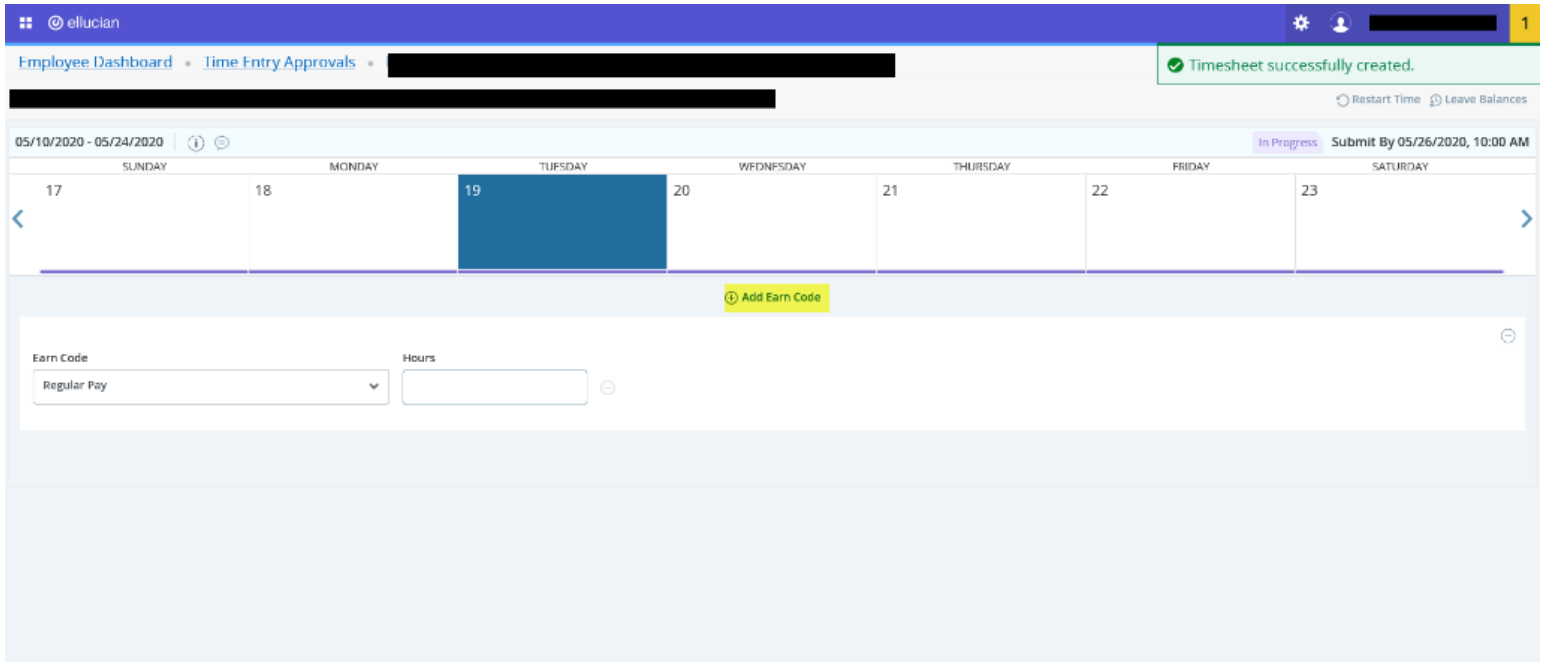 ellucian 1
Employee Dashboard • Time Entry Approvals •
Timesheet successfully created.
Restart Time Leave Balances
05/10/2020 - 05/24/2020 In Progress Submit By 05/26/2020, 10:00 AM
SUNDAY MONDAY TUESDAY WEDNESDAY THURSDAY FRIDAY SATURDAY
17 18 19 20 21 22 23
Add Earn Code
Earn Code Hours
Regular Pay